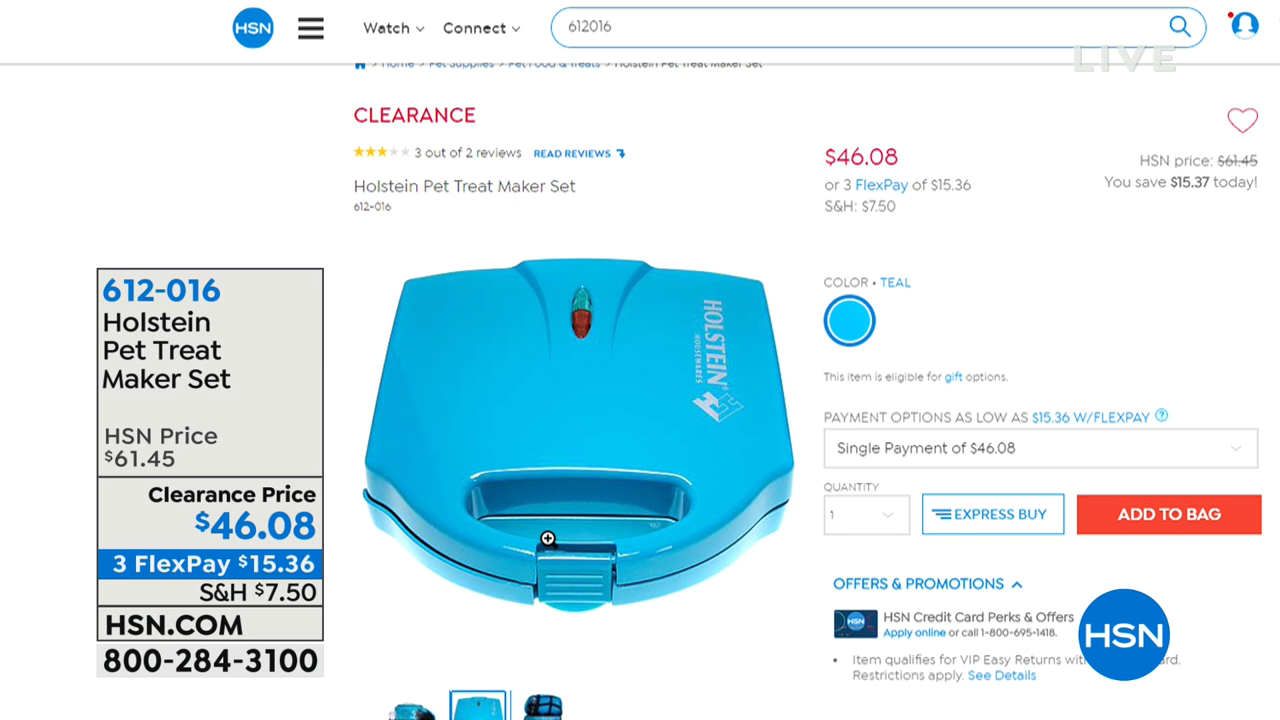 HSN
Watch
Connect
612016
LIVE
> Home > Pet Supplies > Pet Food & Treats > Holstein Pet Treat Maker Set
CLEARANCE
3 out of 2 reviews READ REVIEWS
Holstein Pet Treat Maker Set
612-016
$46.08
or 3 FlexPay of $15.36
S&H: $7.50
HSN price: $61.45
You save $15.37 today!
612-016
Holstein
Pet Treat
Maker Set
HSN Price
$61.45
Clearance Price
$46.08
3 FlexPay $15.36
S&H $7.50
HSN.COM
800-284-3100
HOLSTEIN
HOUSEWARES
COLOR • TEAL
This item is eligible for gift options.
PAYMENT OPTIONS AS LOW AS $15.36 W/FLEXPAY ?
Single Payment of $46.08
QUANTITY
1
EXPRESS BUY
ADD TO BAG
OFFERS & PROMOTIONS
HSN
HSN Credit Card Perks & Offers
Apply online or call 1-800-695-1418.
• Item qualifies for VIP Easy Returns
Restrictions apply. See Details
HSN